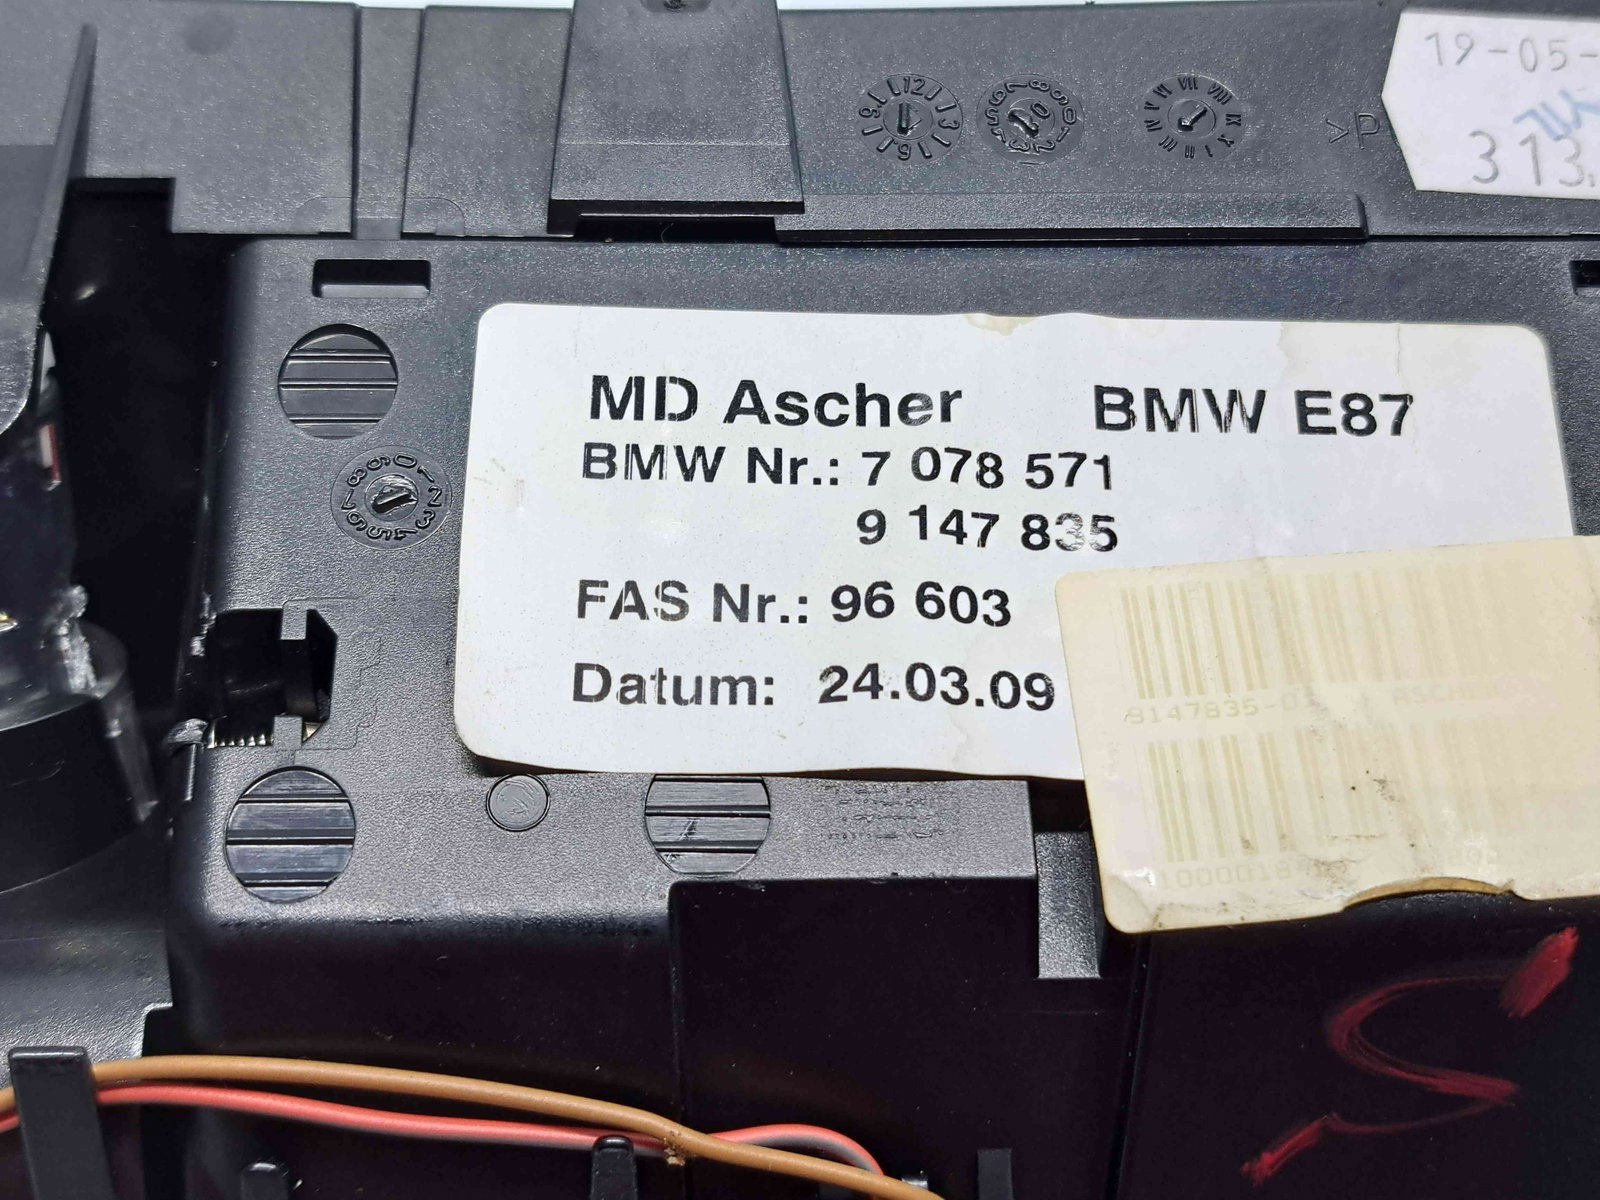 19-05-
313.
>P
MD Ascher BMW E87
BMW Nr.: 7 078 571
9 147 835
FAS Nr.: 96 603
Datum: 24.03.09